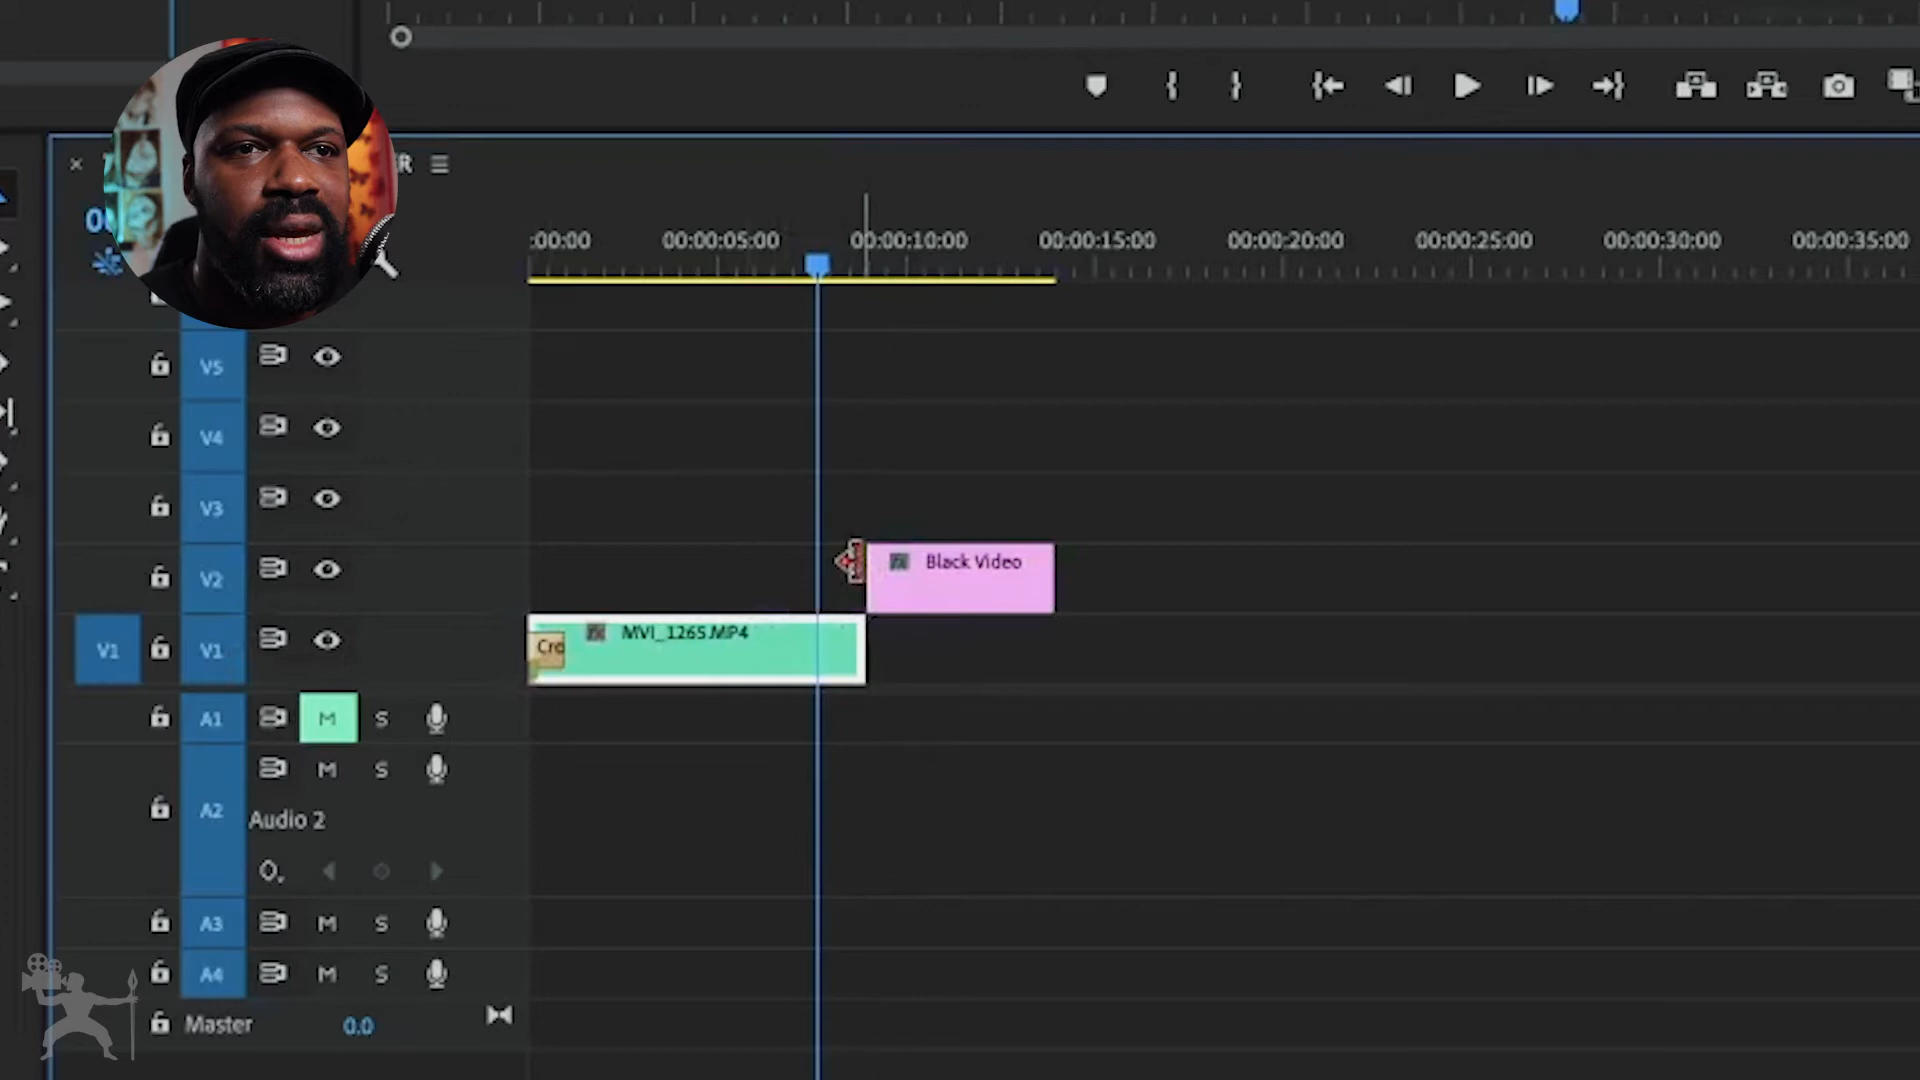 R
:00:00 00:00:05:00 00:00:10:00 00:00:15:00 00:00:20:00 00:00:25:00 00:00:30:00 00:00:35:00
V5
V4
V3
V2 Black Video
V1 V1 Cro MVI_1265.MP4
A1 M S
M S
A2 Audio 2
A3 M S
A4 M S
Master 0.0